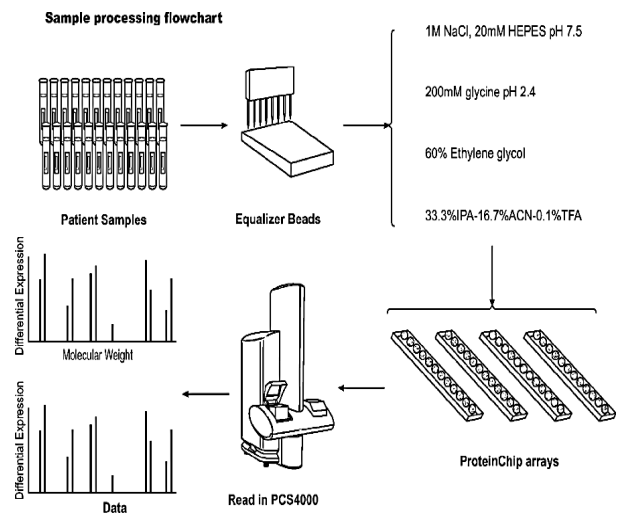 Sample processing flowchart
1M NaCl, 20mM HEPES pH 7.5
200mM glycine pH 2.4
60% Ethylene glycol
33.3%IPA-16.7%ACN-0.1%TFA
Patient Samples
Equalizer Beads
Differential Expression
Molecular Weight
Differential Expression
Data
Read in PCS4000
ProteinChip arrays